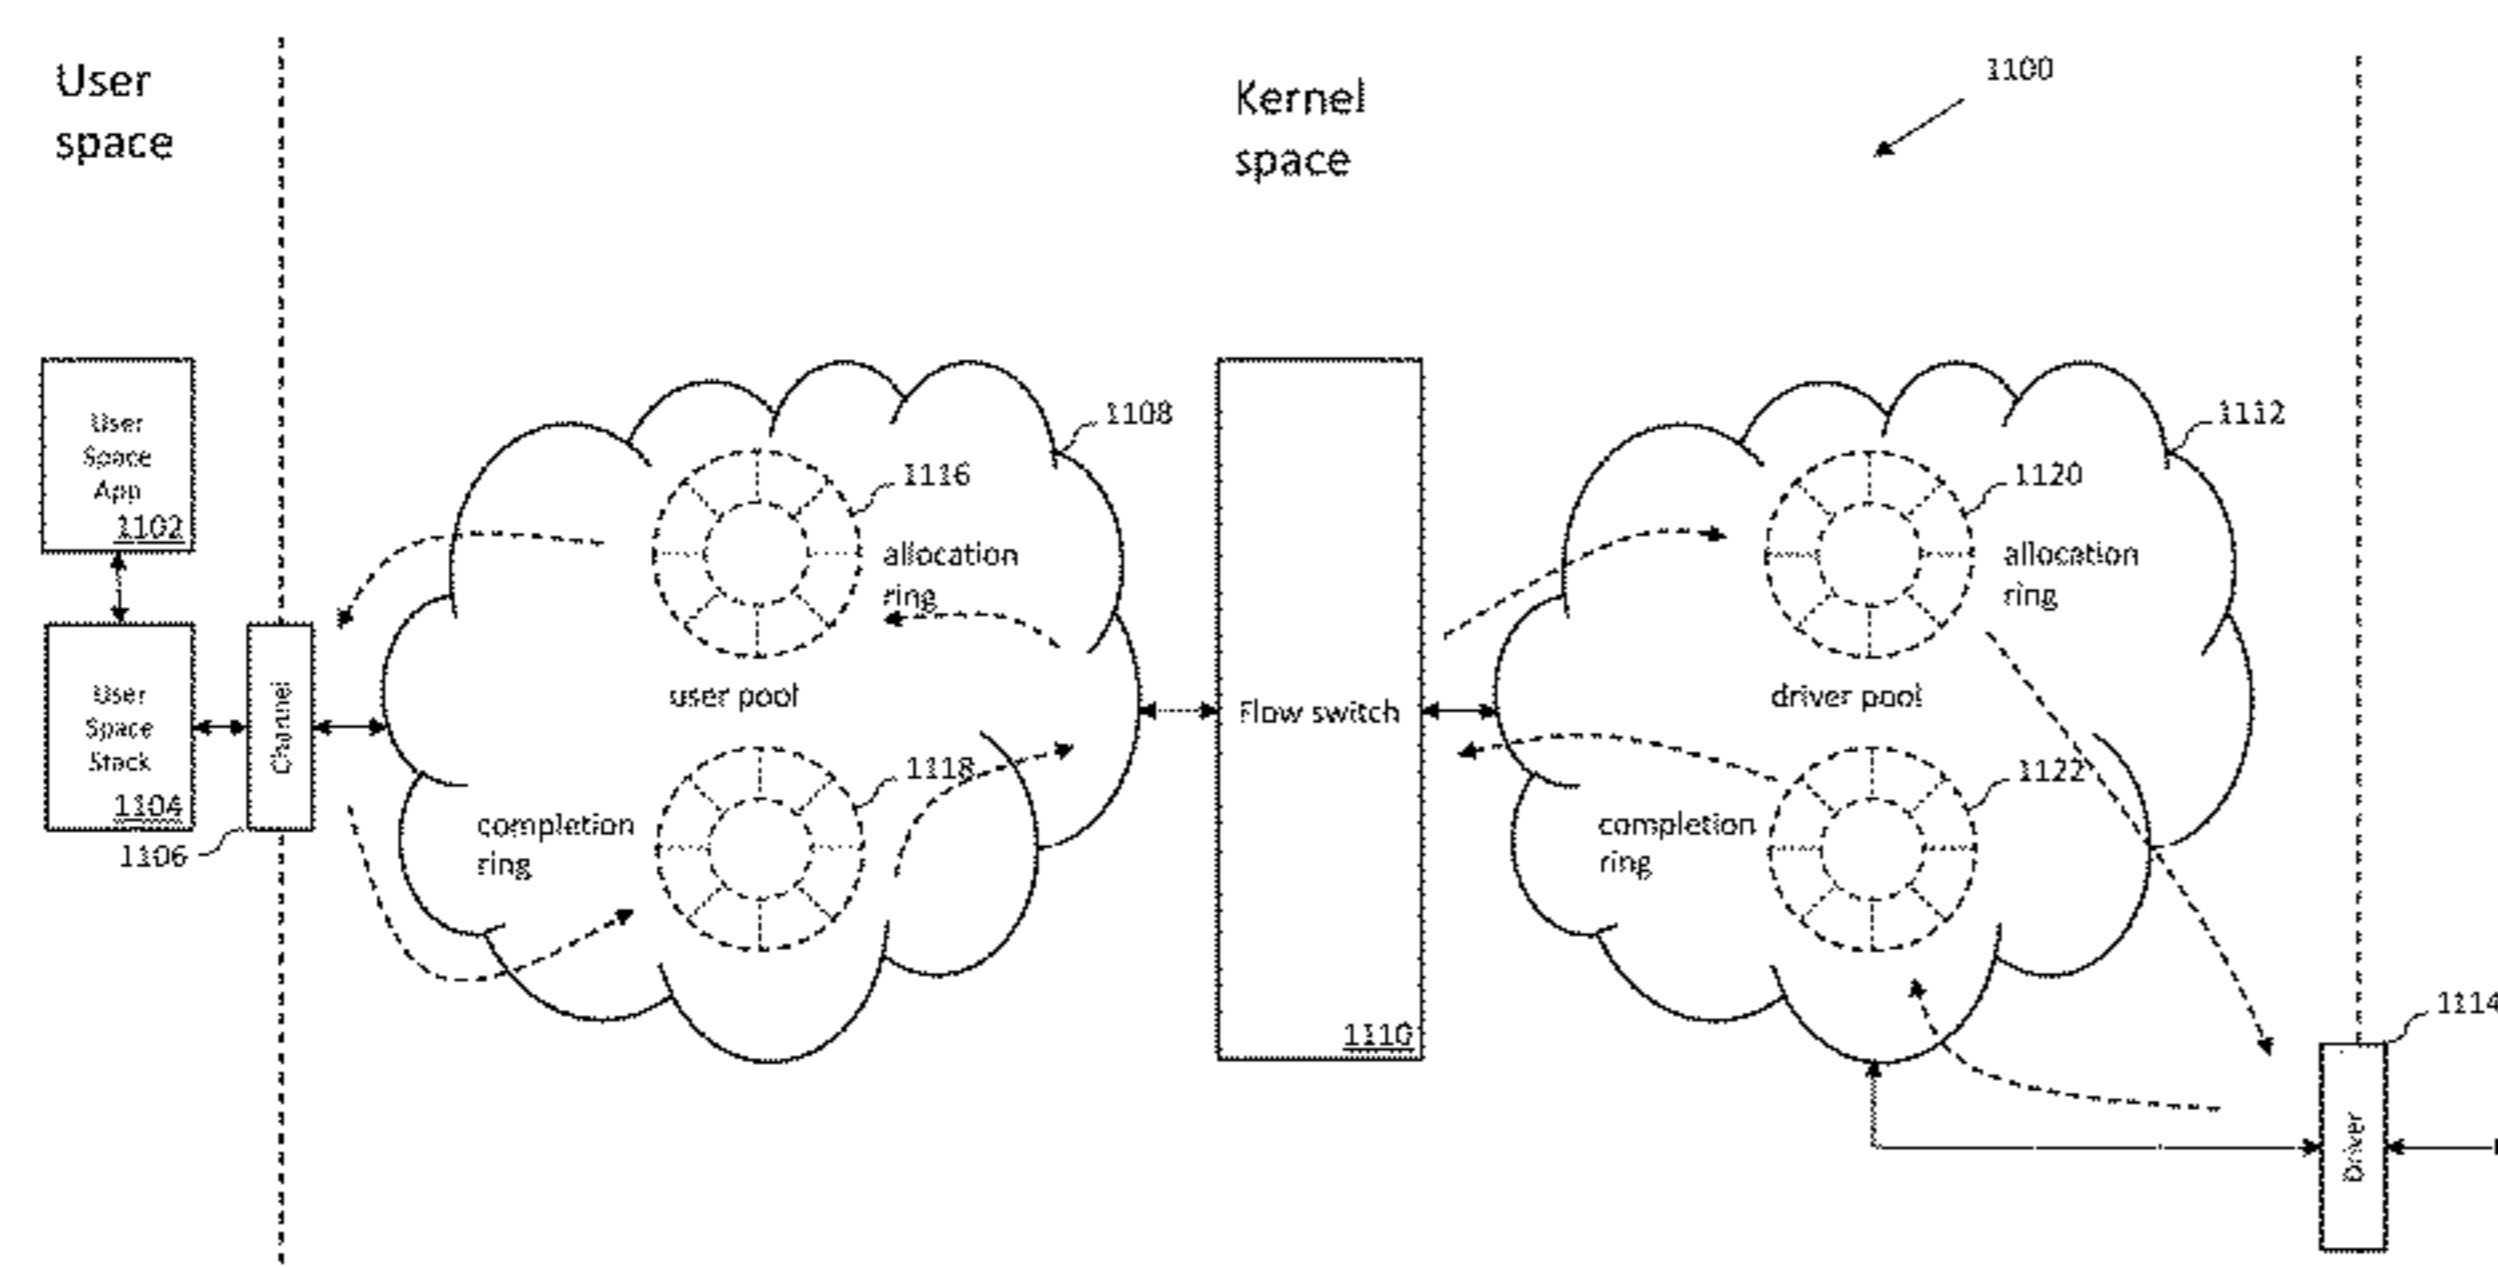 User
space
Kernel
space
1100
User
Space
App
1102
User
Space
Stack
1104
Channel
1106
1108
1116
allocation
ring
user pool
1118
completion
ring
Flow switch
1110
1112
1120
allocation
ring
driver pool
1122
completion
ring
1114
Driver